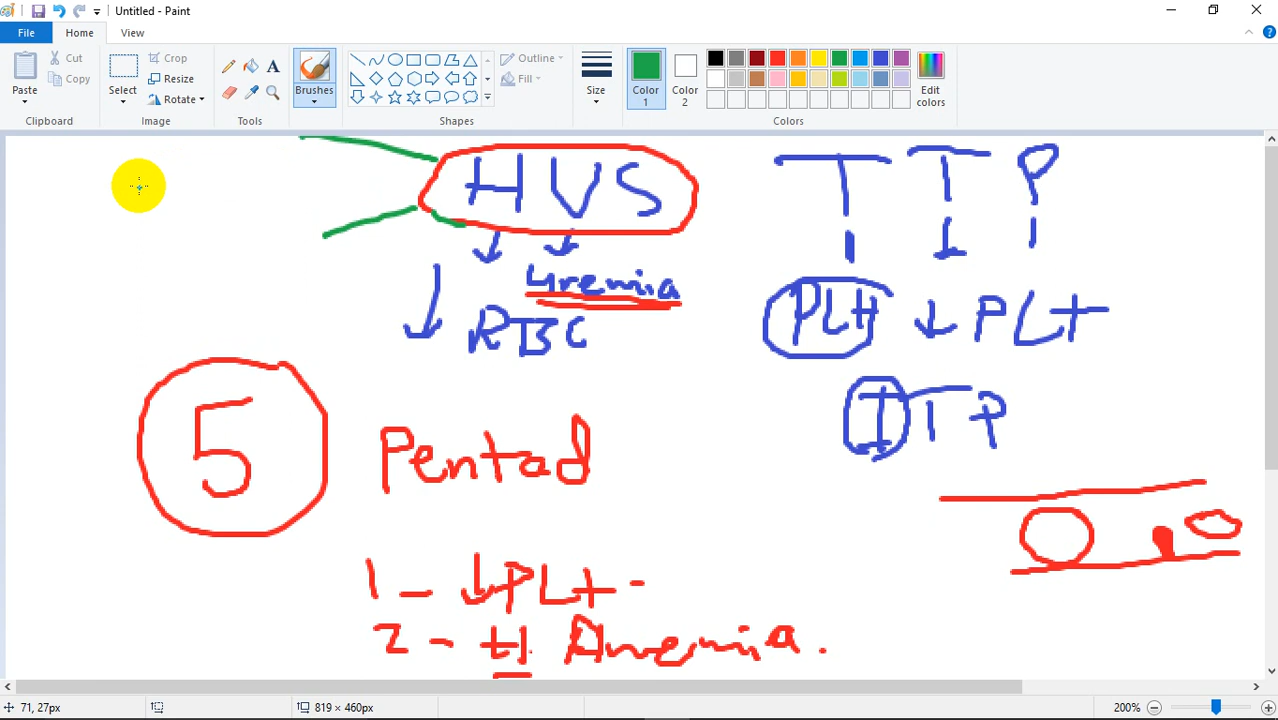 Untitled - Paint
File Home View
Paste Cut Copy Clipboard
Select Crop Resize Rotate Image
Tools
Brushes
Outline Fill Shapes
Size
Color 1 Color 2 Edit colors Colors
HVS TTP
I I I
uremia
RBC
PLH ↓ PLt
ITP
5 Pentad
1 - ↓PLt -
2 - H Anemia.
71, 27px 819 × 460px 200%